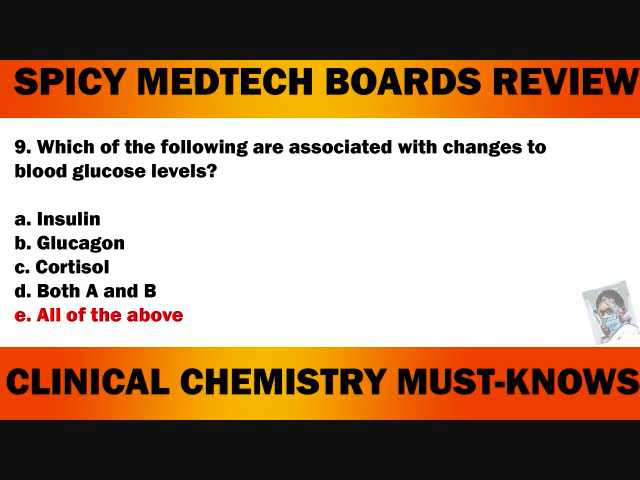 SPICY MEDTECH BOARDS REVIEW
9. Which of the following are associated with changes to
blood glucose levels?
a. Insulin
b. Glucagon
c. Cortisol
d. Both A and B
e. All of the above
CLINICAL CHEMISTRY MUST-KNOWS